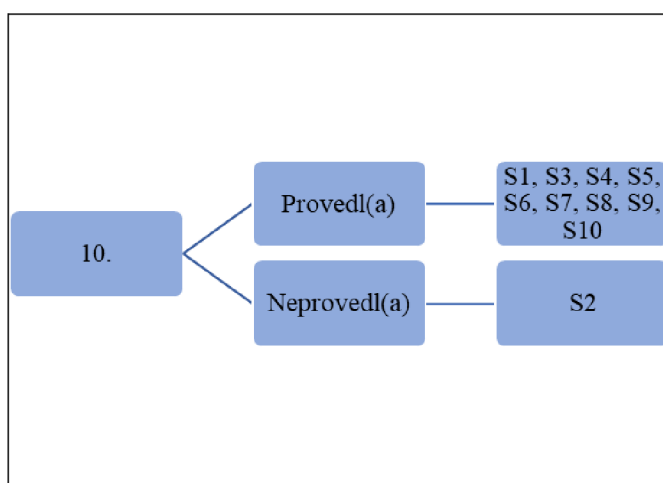 10.
Provedl(a)
S1, S3, S4, S5,
S6, S7, S8, S9,
S10
Neprovedl(a)
S2